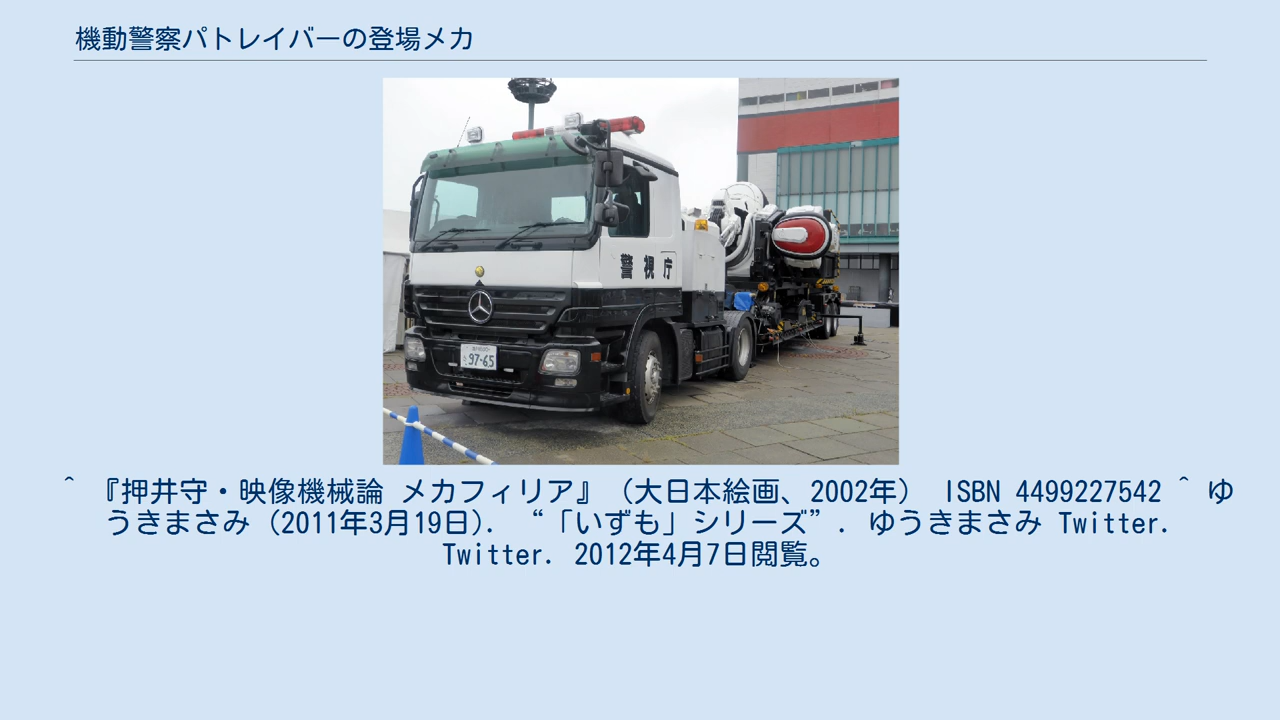 機動警察パトレイバーの登場メカ
警視庁
97-65
^ 『押井守・映像機械論 メカフィリア』（大日本絵画、2002年） ISBN 4499227542 ^ ゆ
うきまさみ (2011年3月19日). “「いずも」シリーズ”. ゆうきまさみ Twitter.
Twitter. 2012年4月7日閲覧。